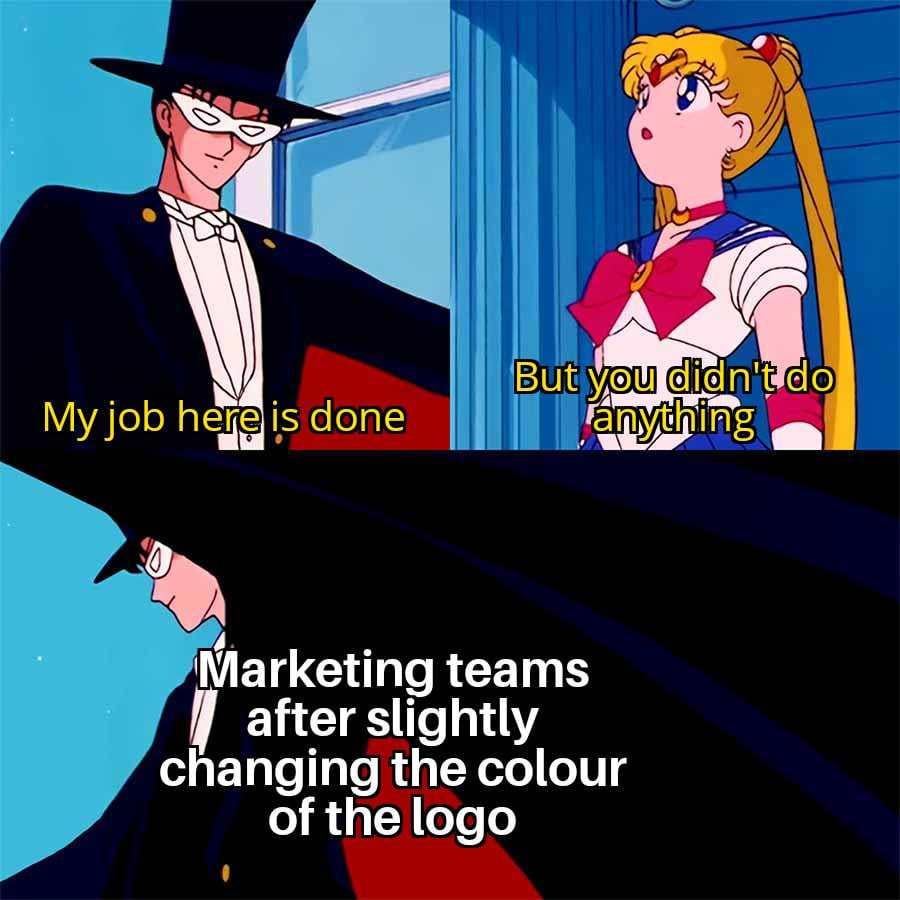 My job here is done
But you didn't do
anything
Marketing teams
after slightly
changing the colour
of the logo